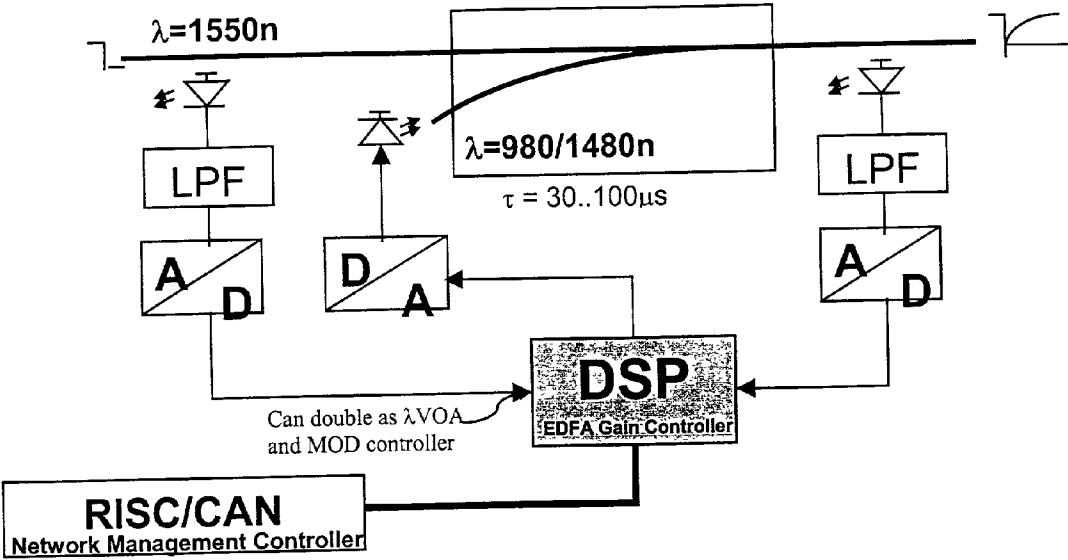 λ=1550n
λ=980/1480n
τ = 30..100μs
LPF
LPF
A
D
D
A
A
D
DSP
EDFA Gain Controller
Can double as λVOA
and MOD controller
RISC/CAN
Network Management Controller